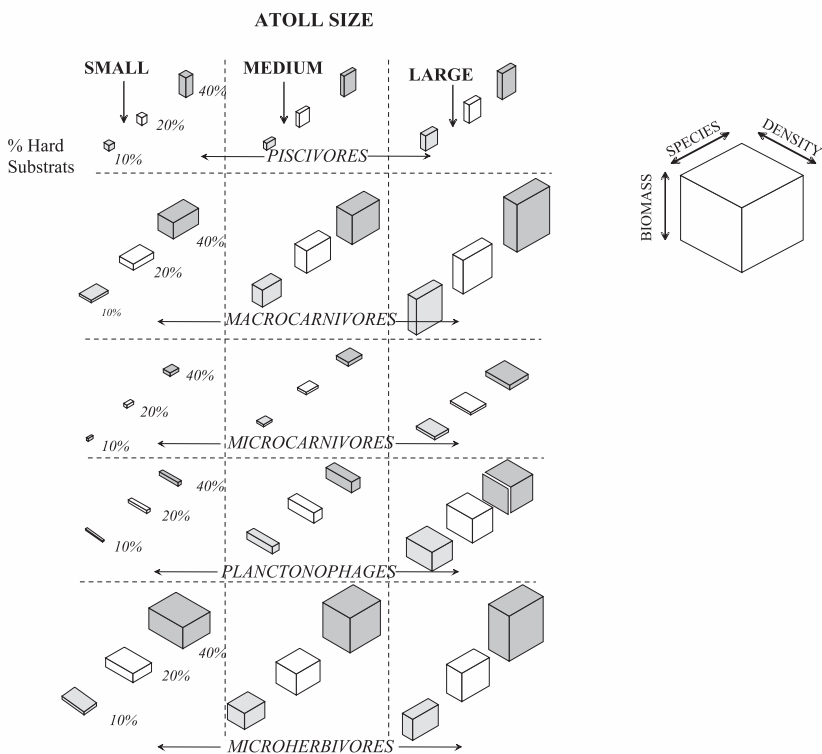 ATOLL SIZE
SMALL
MEDIUM
LARGE
% Hard
Substrats
40%
20%
10%
PISCIVORES
SPECIES
DENSITY
BIOMASS
40%
20%
10%
MACROCARNIVORES
40%
20%
10%
MICROCARNIVORES
40%
20%
10%
PLANCTONOPHAGES
40%
20%
10%
MICROHERBIVORES